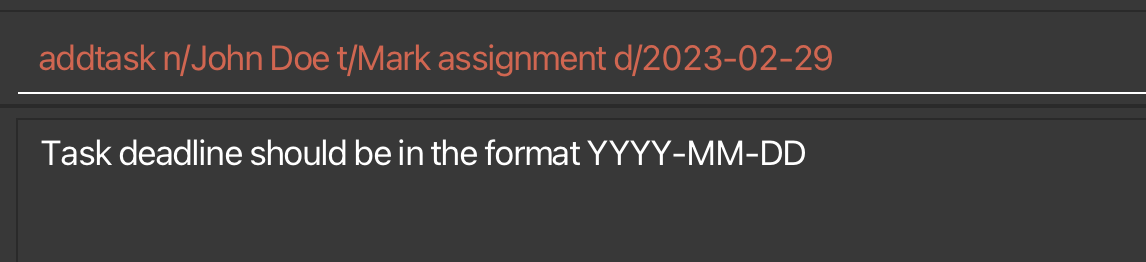 addtask n/John Doe t/Mark assignment d/2023-02-29
Task deadline should be in the format YYYY-MM-DD